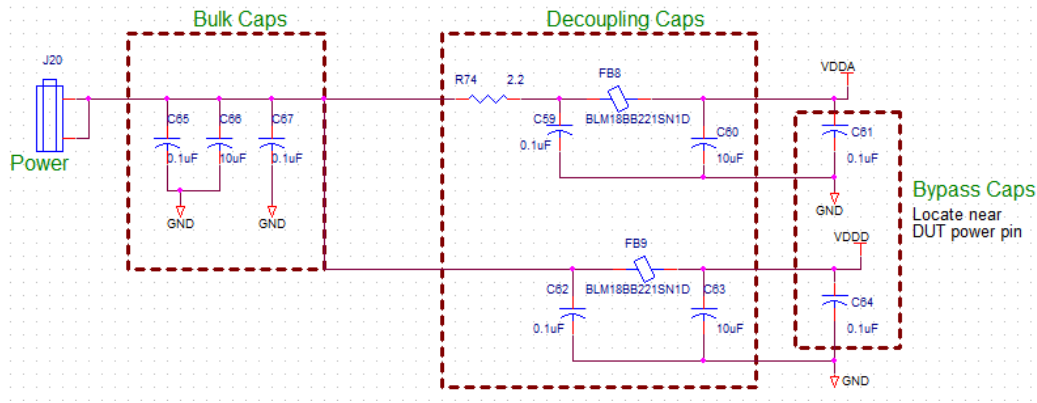 Bulk Caps
Decoupling Caps
J20
R74 2.2
FB8
VDDA
C65
C66
C67
C59
BLM18BB221SN1D
C60
C61
0.1uF
10uF
0.1uF
0.1uF
10uF
0.1uF
Power
Bypass Caps
Locate near
DUT power pin
GND
GND
GND
FB9
VDDD
C62
BLM18BB221SN1D
C63
C64
0.1uF
10uF
0.1uF
GND